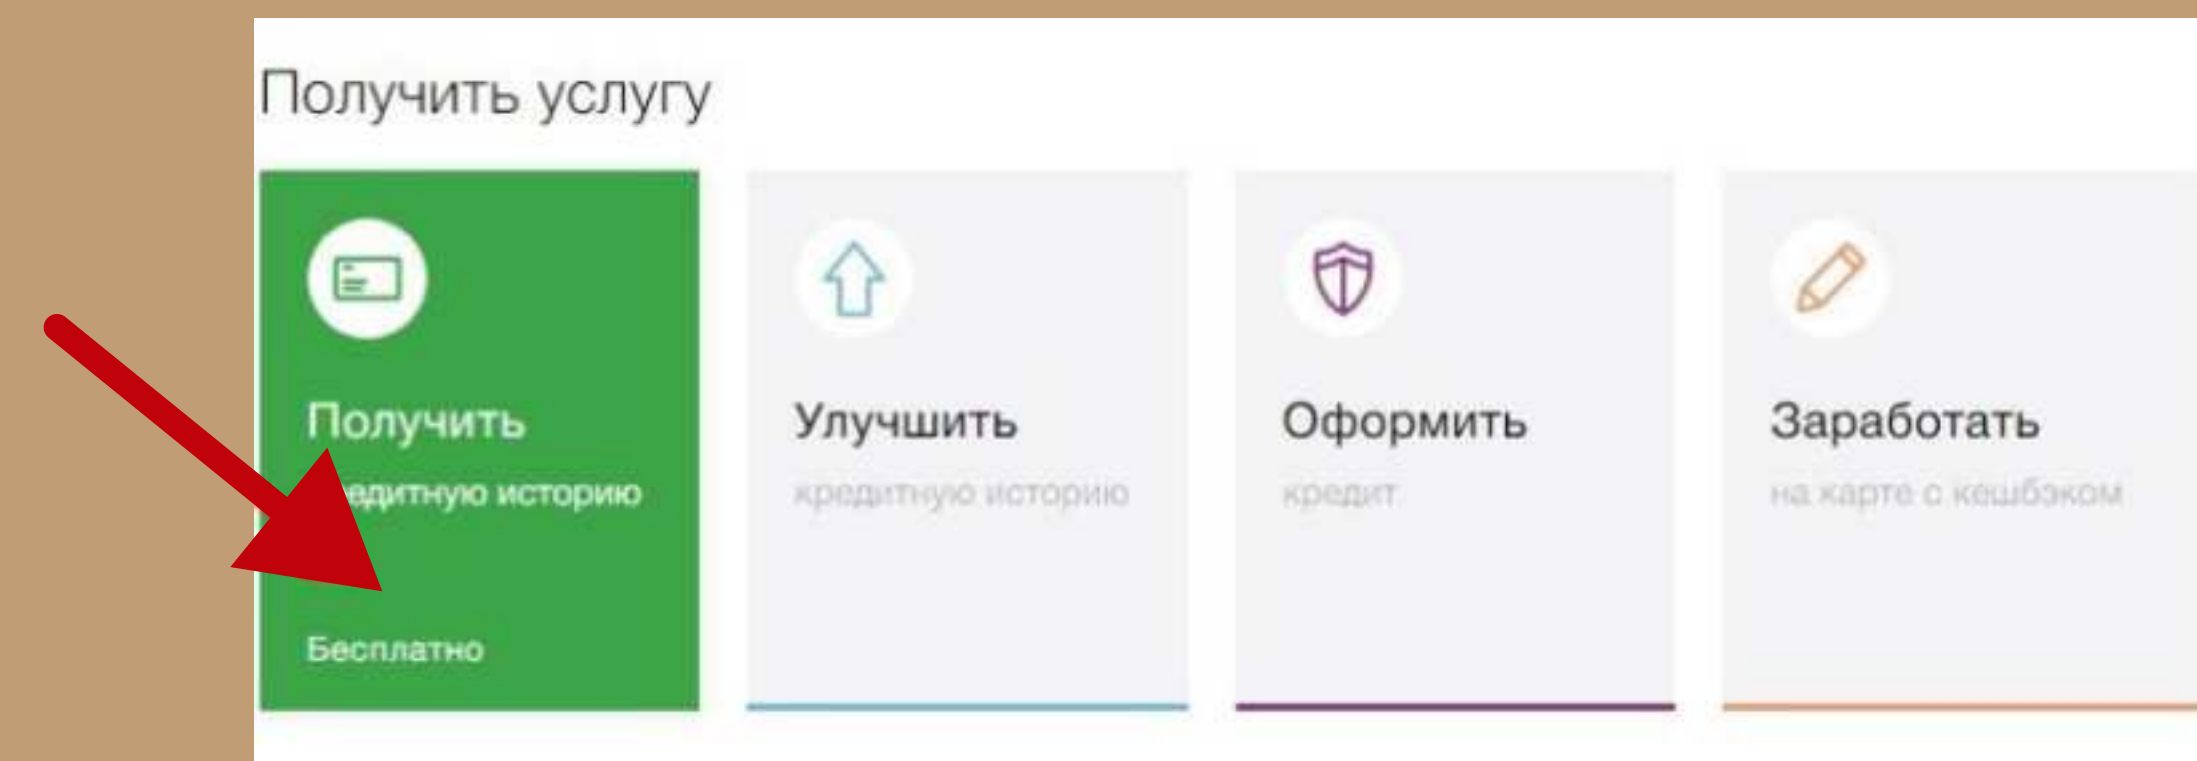 Получить услугу
Получить
едитную историю
Бесплатно
Улучшить
кредитную историю
Оформить
кредит
Заработать
на карте с кешбэком